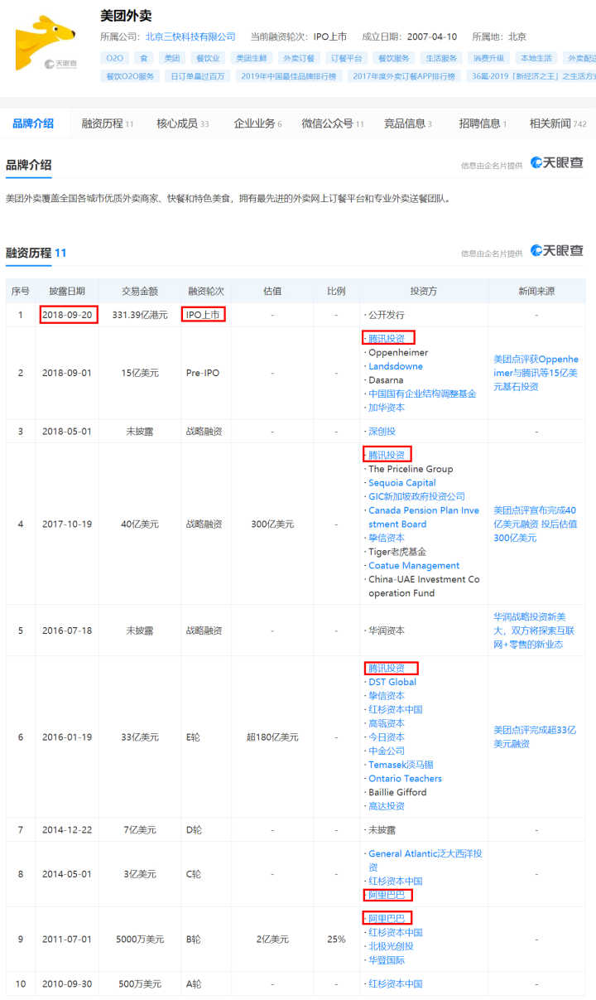 美团外卖
所属公司：北京三快科技有限公司 当前融资轮次：IPO上市 成立日期：2007-04-10 所属地：北京
O2O 食 美团 餐饮业 美团生鲜 外卖订餐 订餐平台 餐饮服务 生活服务 消费升级 本地生活 外卖配送
餐饮O2O服务 日订单量过百万 2019年中国最佳品牌排行榜 2017年度外卖订餐APP排行榜 36氪·2019「新经济之王」之生活方式
天眼查
品牌介绍 融资历程 11 核心成员 33 企业业务 6 微信公众号 11 竞品信息 3 招聘信息 1 相关新闻 742
品牌介绍
信息由企名片提供 天眼查
美团外卖覆盖全国各城市优质外卖商家、快餐和特色美食，拥有最先进的外卖网上订餐平台和专业外卖送餐团队。
融资历程 11
信息由企名片提供 天眼查
序号 披露日期 交易金额 融资轮次 估值 比例 投资方 新闻来源
1 2018-09-20 331.39亿港元 IPO上市 - - ·公开发行 -
2 2018-09-01 15亿美元 Pre-IPO - -
·腾讯投资
·Oppenheimer
·Landsdowne
·Dasarna
·中国国有企业结构调整基金
·加华资本
美团点评获Oppenhe
imer与腾讯等15亿美
元基石投资
3 2018-05-01 未披露 战略融资 - - ·深创投 -
4 2017-10-19 40亿美元 战略融资 300亿美元 -
·腾讯投资
·The Priceline Group
·Sequoia Capital
·GIC新加坡政府投资公司
·Canada Pension Plan Inve
stment Board
·挚信资本
·Tiger老虎基金
·Coatue Management
·China-UAE Investment Co
operation Fund
美团点评宣布完成40
亿美元融资 投后估值
300亿美元
5 2016-07-18 未披露 战略融资 - - ·华润资本
华润战略投资新美
大，双方将探索互联
网+零售的新业态
6 2016-01-19 33亿美元 E轮 超180亿美元 -
·腾讯投资
·DST Global
·挚信资本
·红杉资本中国
·高瓴资本
·今日资本
·中金公司
·Temasek淡马锡
·Ontario Teachers
·Baillie Gifford
·高达投资
美团点评完成超33亿
美元融资
7 2014-12-22 7亿美元 D轮 - - ·未披露 -
8 2014-05-01 3亿美元 C轮 - -
·General Atlantic泛大西洋投
资
·红杉资本中国
·阿里巴巴
-
9 2011-07-01 5000万美元 B轮 2亿美元 25%
·阿里巴巴
·红杉资本中国
·北极光创投
·华登国际
-
10 2010-09-30 500万美元 A轮 - - ·红杉资本中国 -